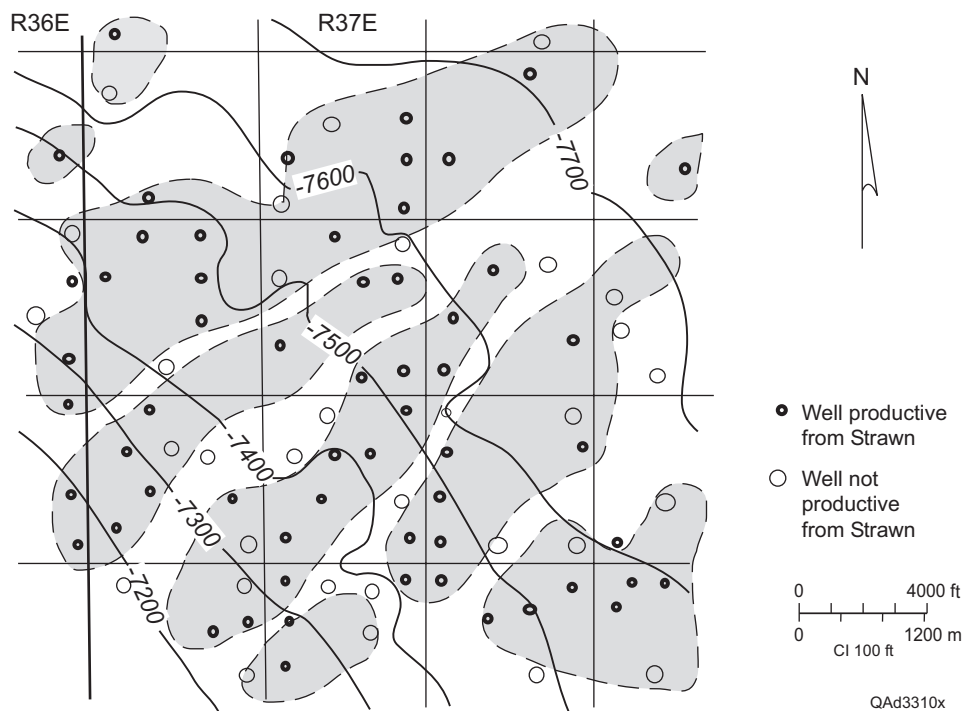 R36E
R37E
-7600
-7700
-7500
-7400
-7300
-7200
N
Well productive
from Strawn
Well not
productive
from Strawn
0 4000 ft
0 1200 m
CI 100 ft
QAd3310x